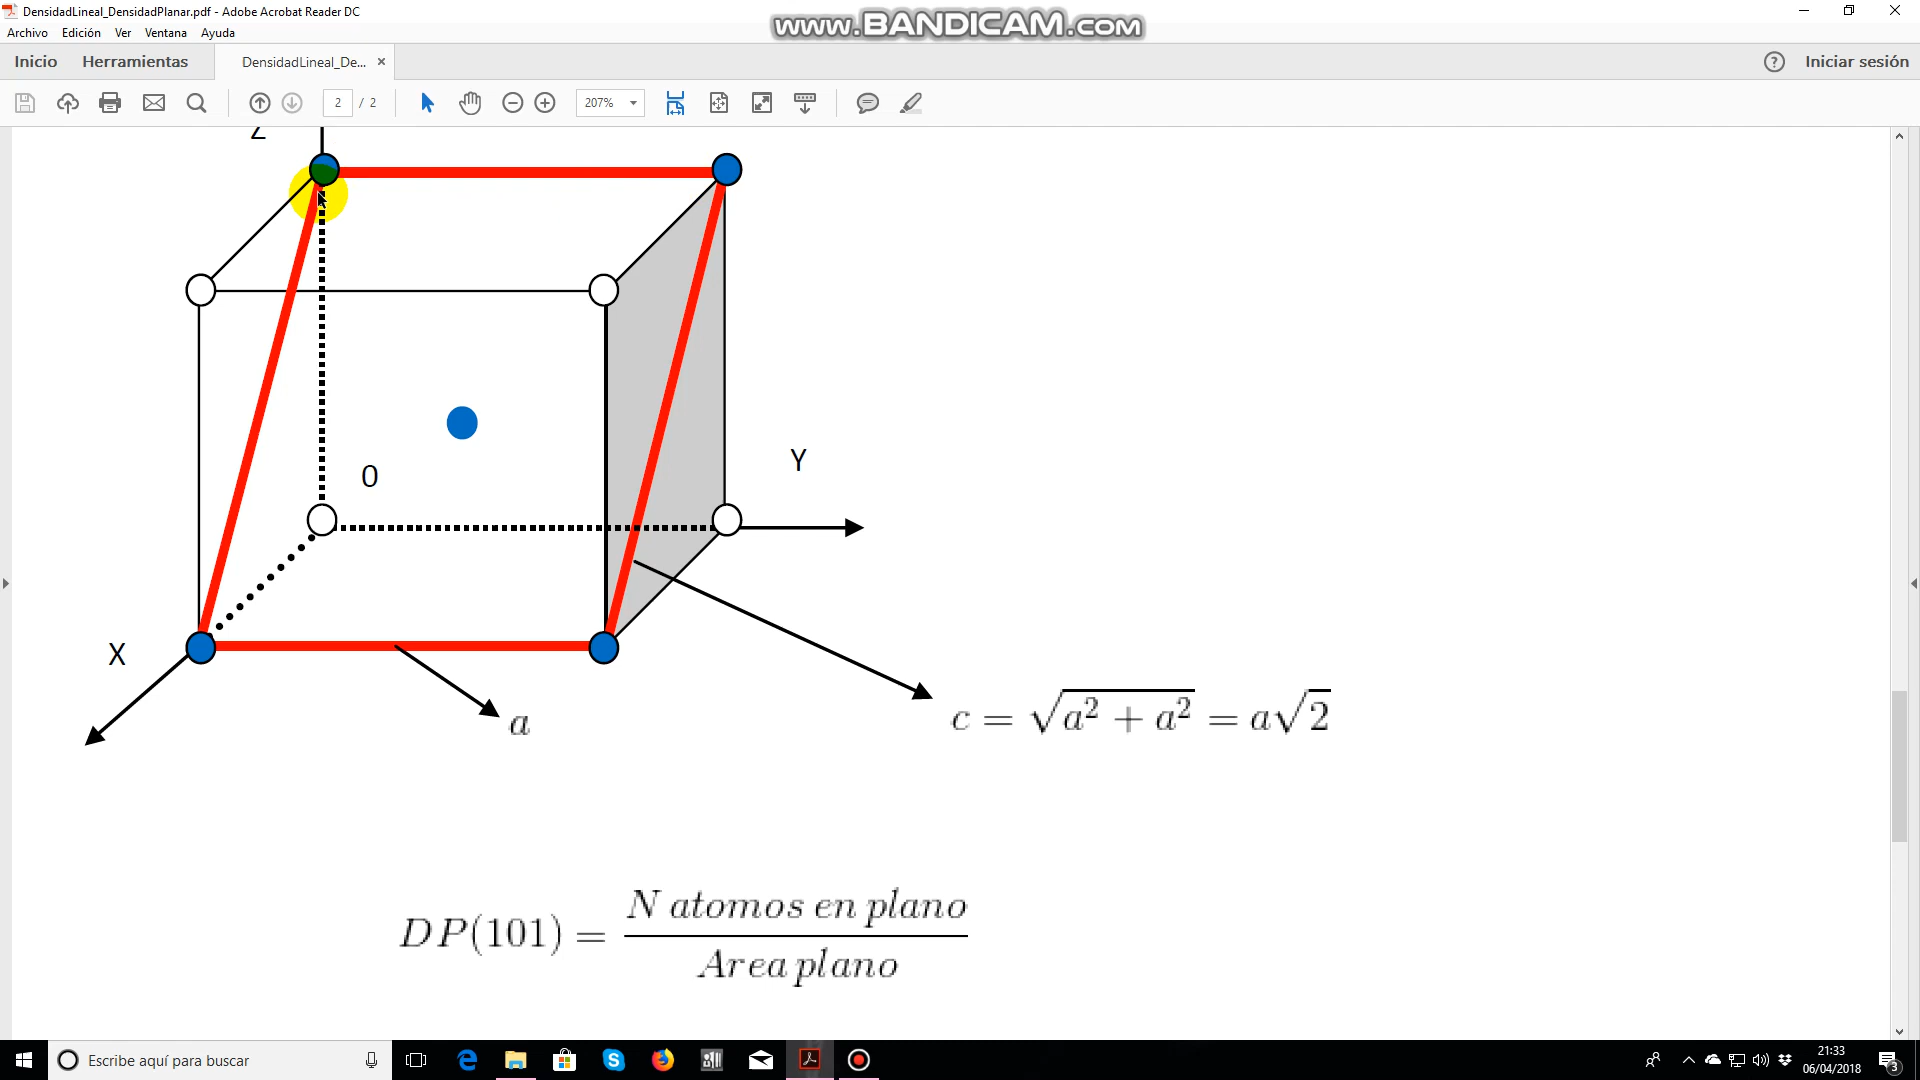 DensidadLineal_DensidadPlanar.pdf - Adobe Acrobat Reader DC
www.BANDICAM.com
Archivo Edición Ver Ventana Ayuda
Inicio Herramientas DensidadLineal_De... × Iniciar sesión
2 / 2 207%
Z
0
Y
X
a
c = √(a² + a²) = a√2
DP(101) = N atomos en plano
Area plano
Escribe aquí para buscar
21:33
06/04/2018
3